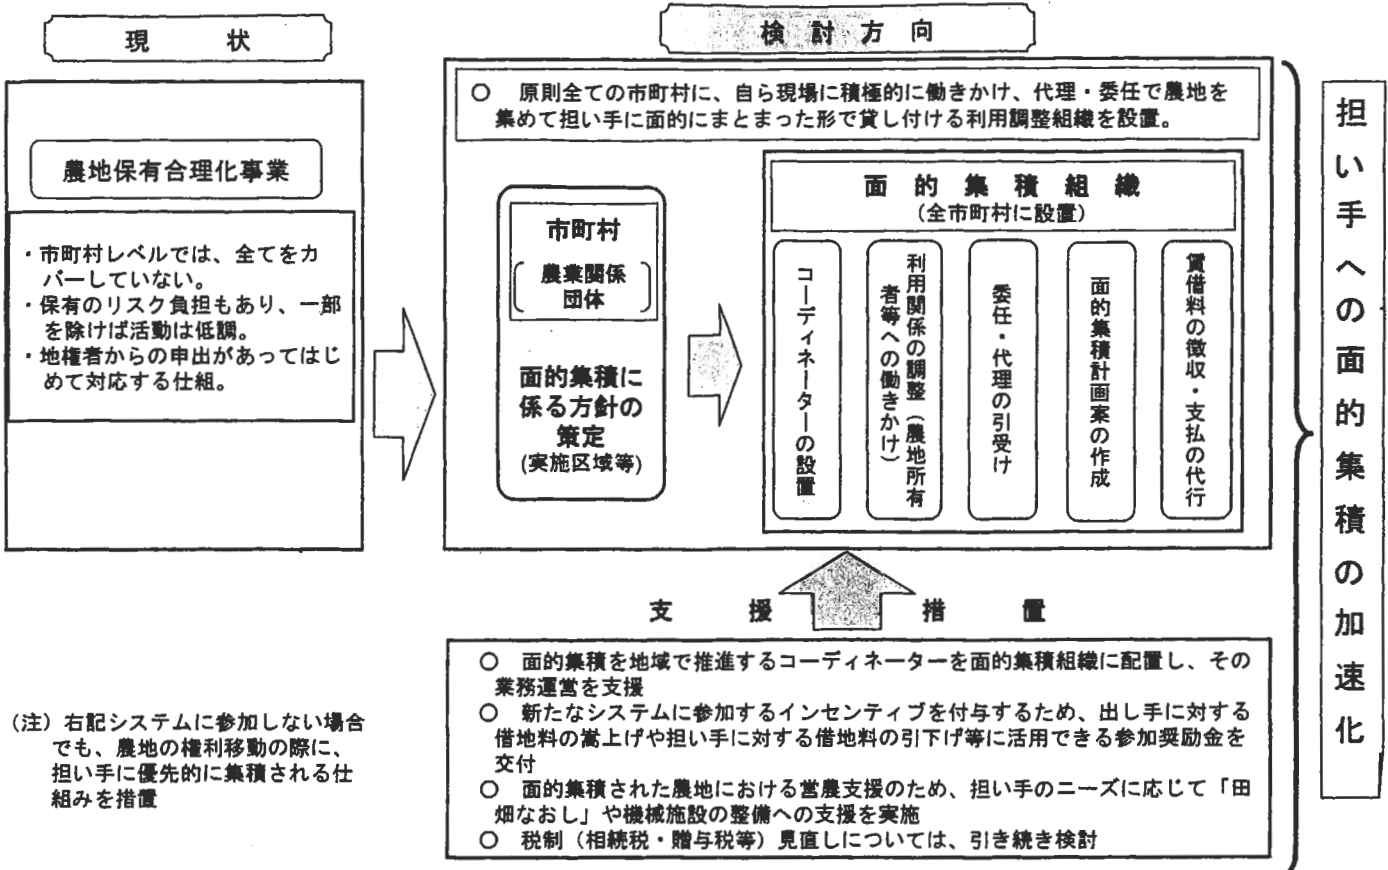 現　　　状
農地保有合理化事業
・市町村レベルでは、全てをカ
バーしていない。
・保有のリスク負担もあり、一部
を除けば活動は低調。
・地権者からの申出があってはじ
めて対応する仕組。
検　討　方　向
○　原則全ての市町村に、自ら現場に積極的に働きかけ、代理・委任で農地を
集めて担い手に面的にまとまった形で貸し付ける利用調整組織を設置。
市町村
農業関係
団体
面的集積に
係る方針の
策定
(実施区域等)
面　的　集　積　組　織
(全市町村に設置)
コーディネーターの設置
利用関係の調整（農地所有
者等への働きかけ）
委任・代理の引受け
面的集積計画案の作成
賃借料の徴収・支払の代行
支　援　措　置
○　面的集積を地域で推進するコーディネーターを面的集積組織に配置し、その
業務運営を支援
○　新たなシステムに参加するインセンティブを付与するため、出し手に対する
借地料の嵩上げや担い手に対する借地料の引下げ等に活用できる参加奨励金を
交付
○　面的集積された農地における営農支援のため、担い手のニーズに応じて「田
畑なおし」や機械施設の整備への支援を実施
○　税制（相続税・贈与税等）見直しについては、引き続き検討
担い手への面的集積の加速化
（注）右記システムに参加しない場合
でも、農地の権利移動の際に、
担い手に優先的に集積される仕
組みを措置